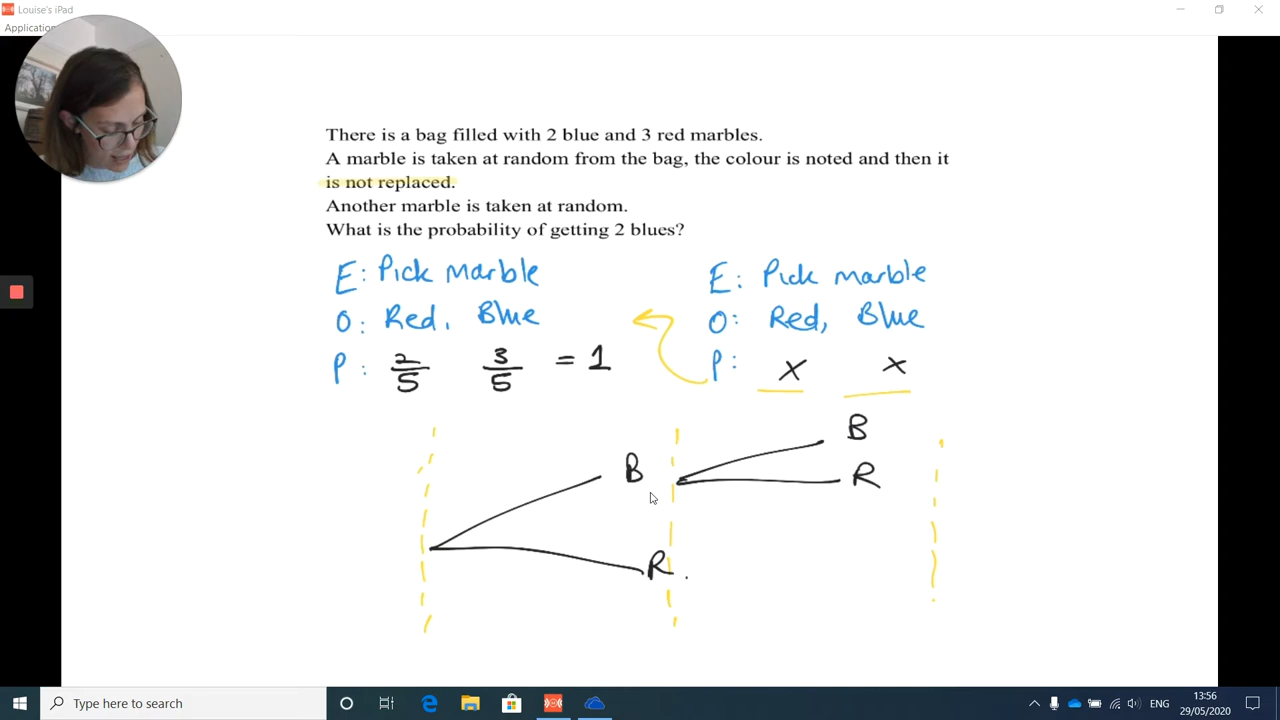 Louise's iPad
Application
There is a bag filled with 2 blue and 3 red marbles.
A marble is taken at random from the bag, the colour is noted and then it
is not replaced.
Another marble is taken at random.
What is the probability of getting 2 blues?
E: Pick Marble
O: Red, Blue
P: 2/5 3/5 = 1
E: Pick marble
O: Red, Blue
P: x x
B
R
B
R.
Type here to search
ENG
13:56
29/05/2020